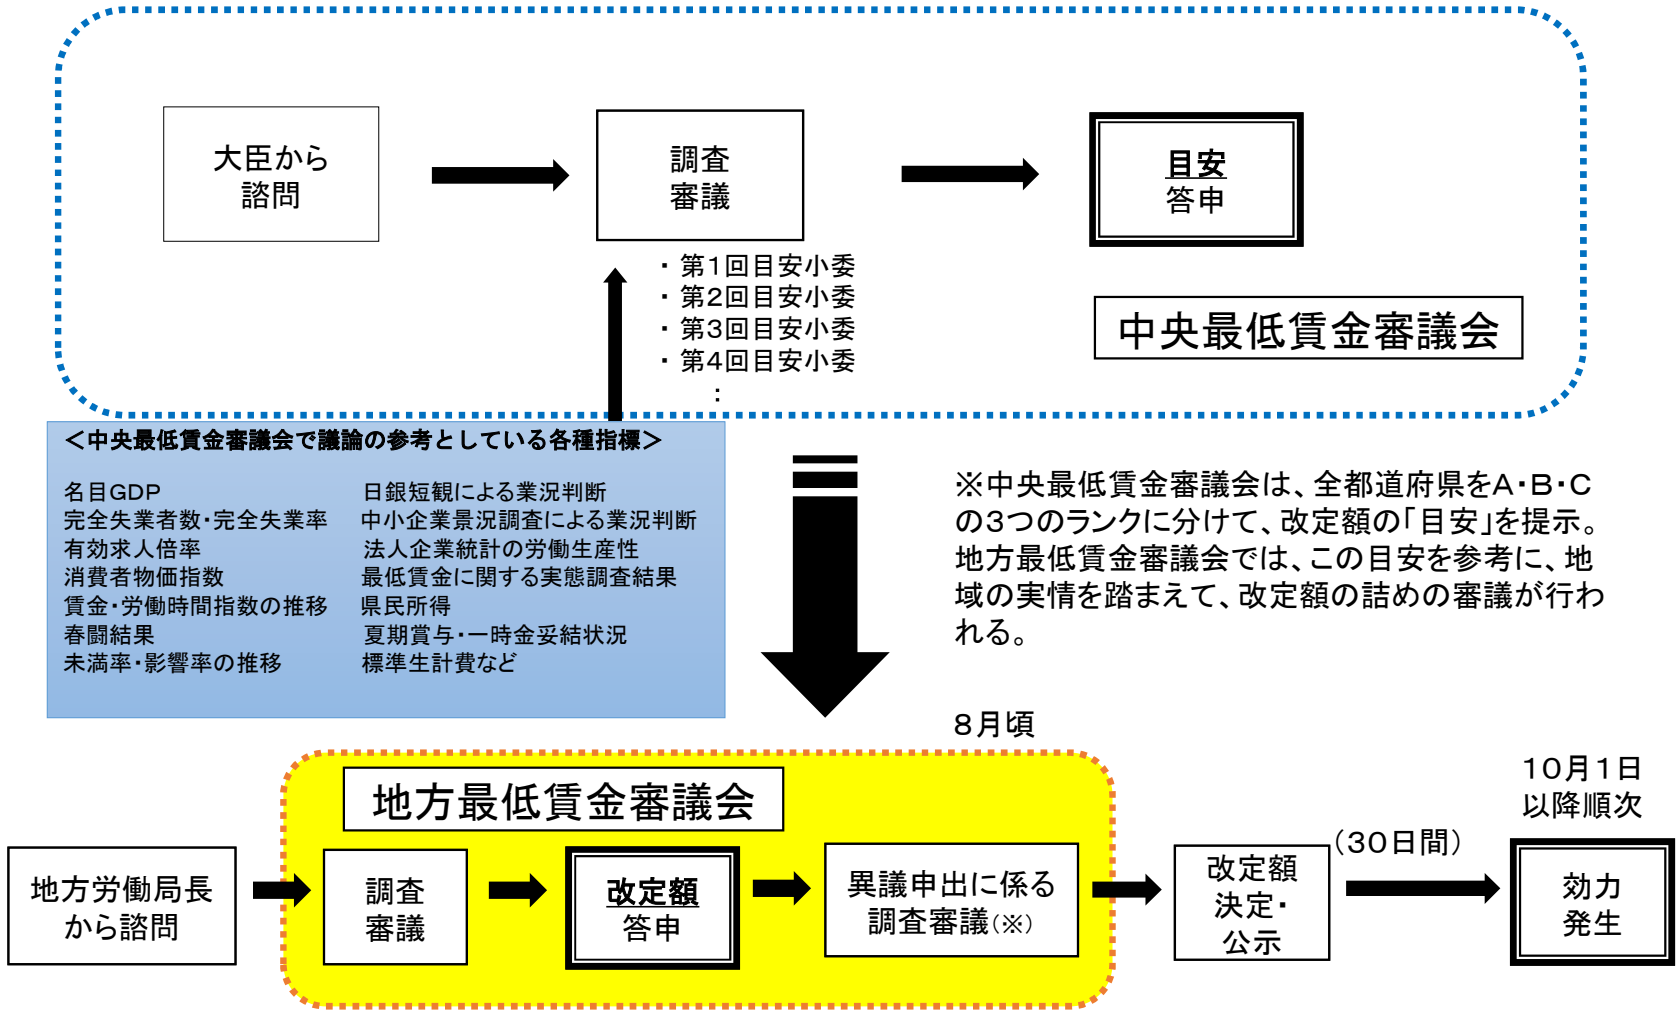 大臣から
諮問
調査
審議
目安
答申
・ 第1回目安小委
・ 第2回目安小委
・ 第3回目安小委
・ 第4回目安小委
：
中央最低賃金審議会
＜中央最低賃金審議会で議論の参考としている各種指標＞
名目GDP 日銀短観による業況判断
完全失業者数・完全失業率 中小企業景況調査による業況判断
有効求人倍率 法人企業統計の労働生産性
消費者物価指数 最低賃金に関する実態調査結果
賃金・労働時間指数の推移 県民所得
春闘結果 夏期賞与・一時金妥結状況
未満率・影響率の推移 標準生計費など
※中央最低賃金審議会は、全都道府県をA・B・C
の3つのランクに分けて、改定額の「目安」を提示。
地方最低賃金審議会では、この目安を参考に、地
域の実情を踏まえて、改定額の詰めの審議が行わ
れる。
8月頃
地方最低賃金審議会
地方労働局長
から諮問
調査
審議
改定額
答申
異議申出に係る
調査審議（※）
改定額
決定・
公示
（30日間）
10月1日
以降順次
効力
発生